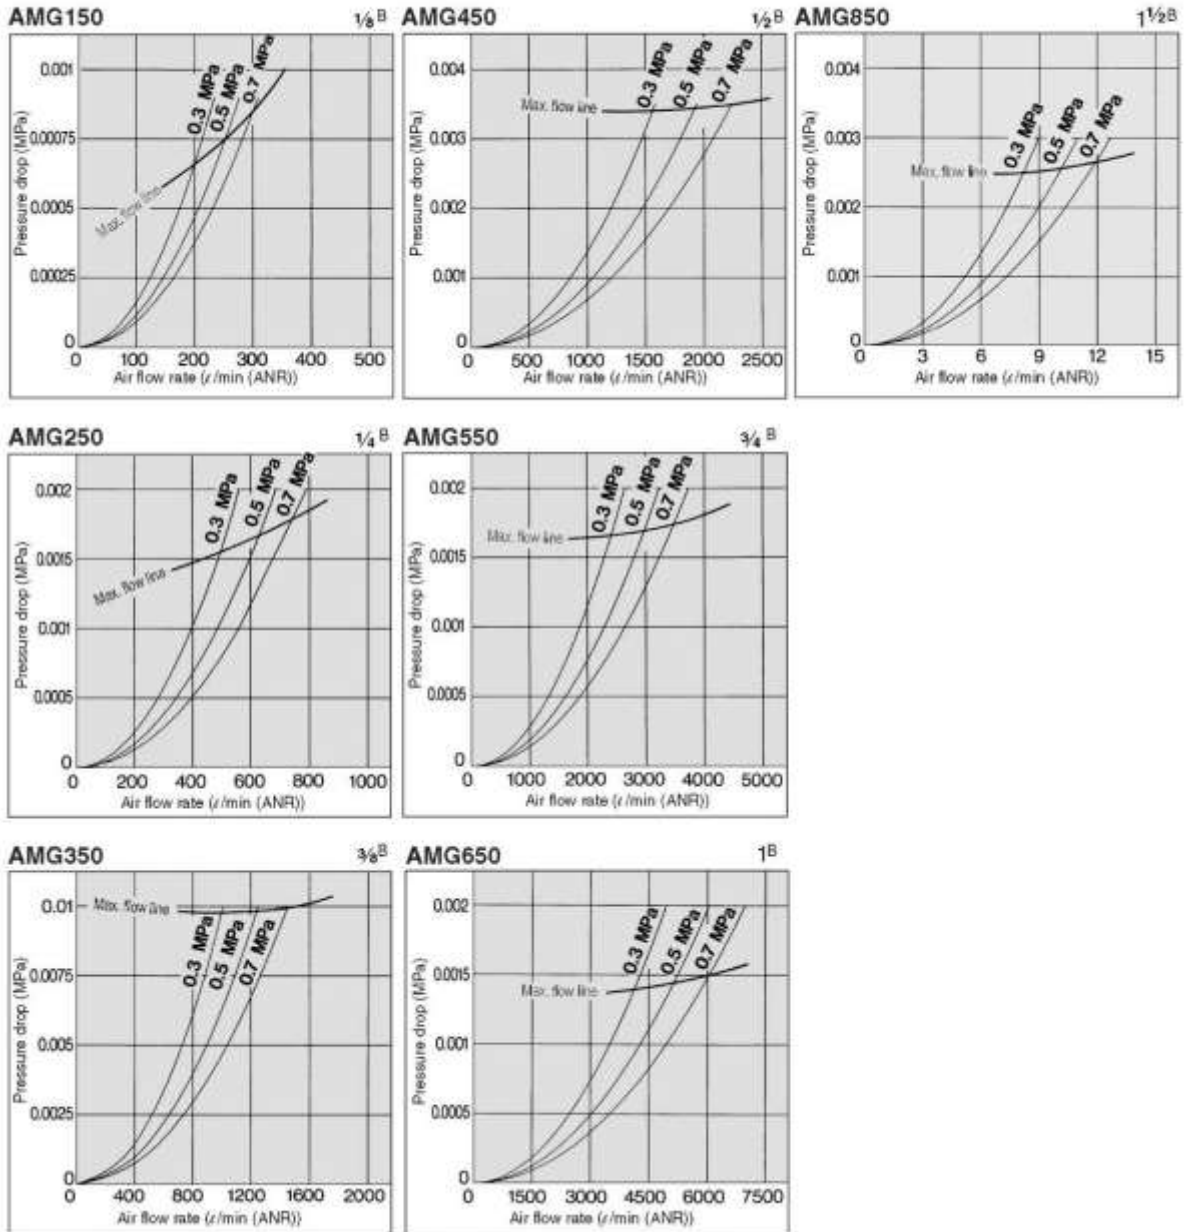 AMG150 1/8 B
0.001
0.00075
0.0005
0.00025
0
Pressure drop (MPa)
0.3 MPa
0.5 MPa
0.7 MPa
Max. flow line
0 100 200 300 400 500
Air flow rate (ℓ/min (ANR))
AMG450 1/2 B
0.004
0.003
0.002
0.001
0
Pressure drop (MPa)
0.3 MPa
0.5 MPa
0.7 MPa
Max. flow line
500 1000 1500 2000 2500
Air flow rate (ℓ/min (ANR))
AMG850 1 1/2 B
0.004
0.003
0.002
0.001
0
Pressure drop (MPa)
0.3 MPa
0.5 MPa
0.7 MPa
Max. flow line
0 3 6 9 12 15
Air flow rate (ℓ/min (ANR))
AMG250 1/4 B
0.002
0.0015
0.001
0.0005
0
Pressure drop (MPa)
0.3 MPa
0.5 MPa
0.7 MPa
Max. flow line
0 200 400 600 800 1000
Air flow rate (ℓ/min (ANR))
AMG550 3/4 B
0.002
0.0015
0.001
0.0005
0
Pressure drop (MPa)
0.3 MPa
0.5 MPa
0.7 MPa
Max. flow line
0 1000 2000 3000 4000 5000
Air flow rate (ℓ/min (ANR))
AMG350 3/8 B
0.01
0.0075
0.005
0.0025
0
Pressure drop (MPa)
0.3 MPa
0.5 MPa
0.7 MPa
Max. flow line
0 400 800 1200 1600 2000
Air flow rate (ℓ/min (ANR))
AMG650 1 B
0.002
0.0015
0.001
0.0005
0
Pressure drop (MPa)
0.3 MPa
0.5 MPa
0.7 MPa
Max. flow line
0 1500 3000 4500 6000 7500
Air flow rate (ℓ/min (ANR))